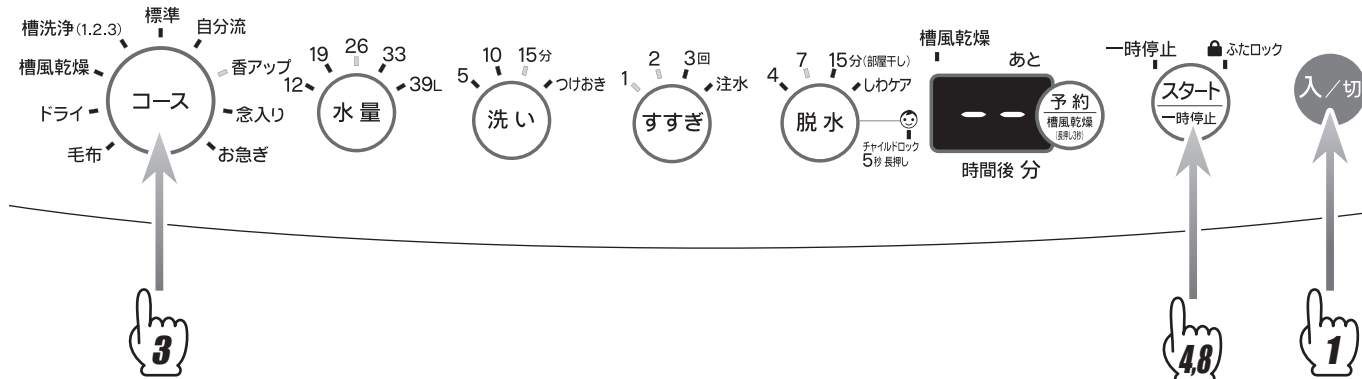 槽洗浄(1.2.3)
標準
自分流
槽風乾燥
香アップ
ドライ
念入り
毛布
お急ぎ
コース
12
19
26
33
39L
水量
5
10
15分
つけおき
洗い
1
2
3回
注水
すすぎ
4
7
15分(部屋干し)
しわケア
脱水
チャイルドロック
5秒 長押し
槽風乾燥
あと
--
時間後 分
予約
槽風乾燥
(長押し3秒)
一時停止
ふたロック
スタート
一時停止
入/切
3
4,8
1